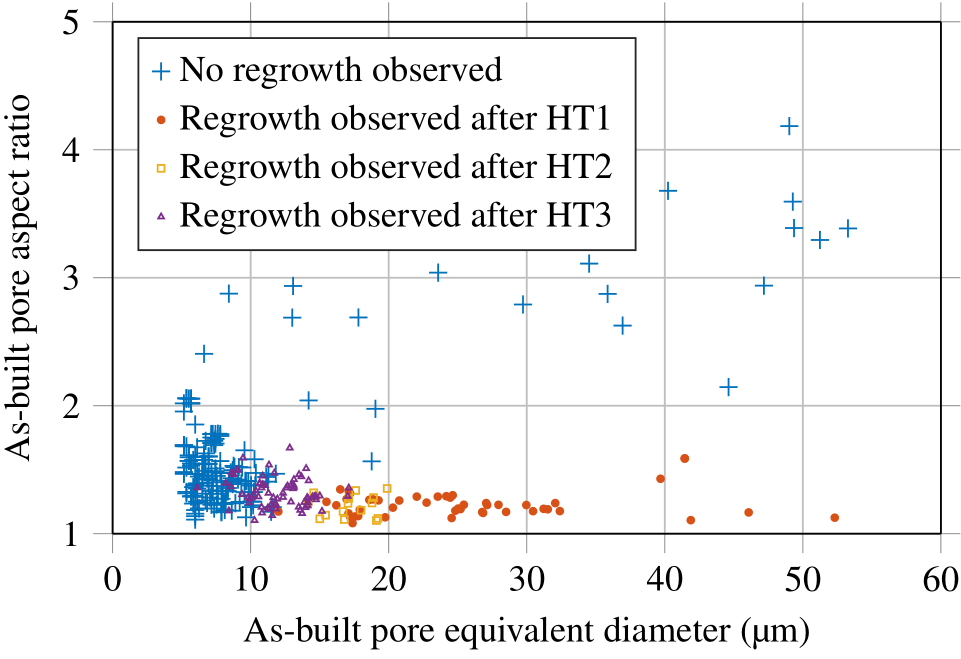 5
4
3
2
1
0 10 20 30 40 50 60
As-built pore aspect ratio
As-built pore equivalent diameter (μm)
No regrowth observed
Regrowth observed after HT1
Regrowth observed after HT2
Regrowth observed after HT3